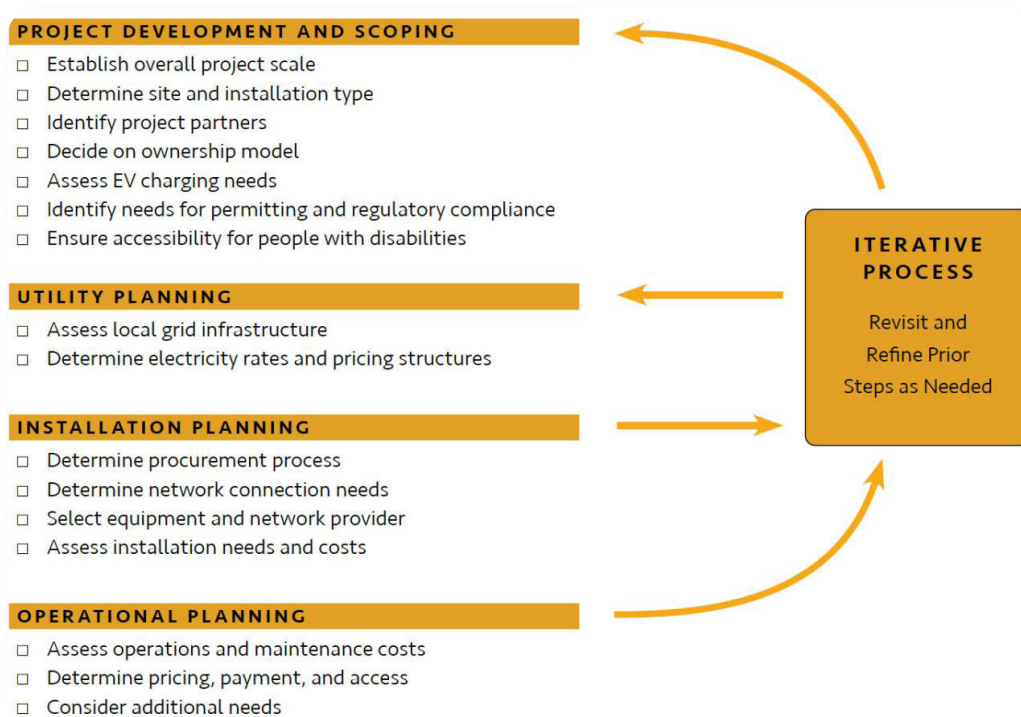 PROJECT DEVELOPMENT AND SCOPING
Establish overall project scale
Determine site and installation type
Identify project partners
Decide on ownership model
Assess EV charging needs
Identify needs for permitting and regulatory compliance
Ensure accessibility for people with disabilities
UTILITY PLANNING
Assess local grid infrastructure
Determine electricity rates and pricing structures
INSTALLATION PLANNING
Determine procurement process
Determine network connection needs
Select equipment and network provider
Assess installation needs and costs
OPERATIONAL PLANNING
Assess operations and maintenance costs
Determine pricing, payment, and access
Consider additional needs
ITERATIVE
PROCESS
Revisit and
Refine Prior
Steps as Needed